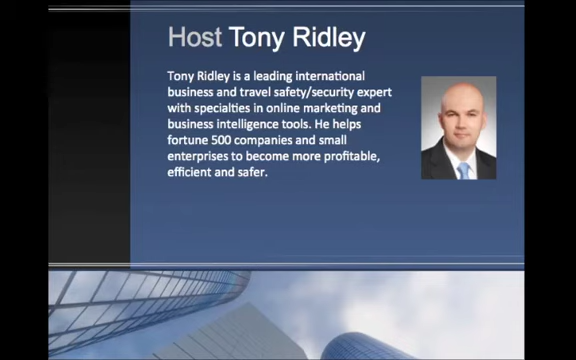 Host Tony Ridley
Tony Ridley is a leading international
business and travel safety/security expert
with specialties in online marketing and
business intelligence tools. He helps
fortune 500 companies and small
enterprises to become more profitable,
efficient and safer.